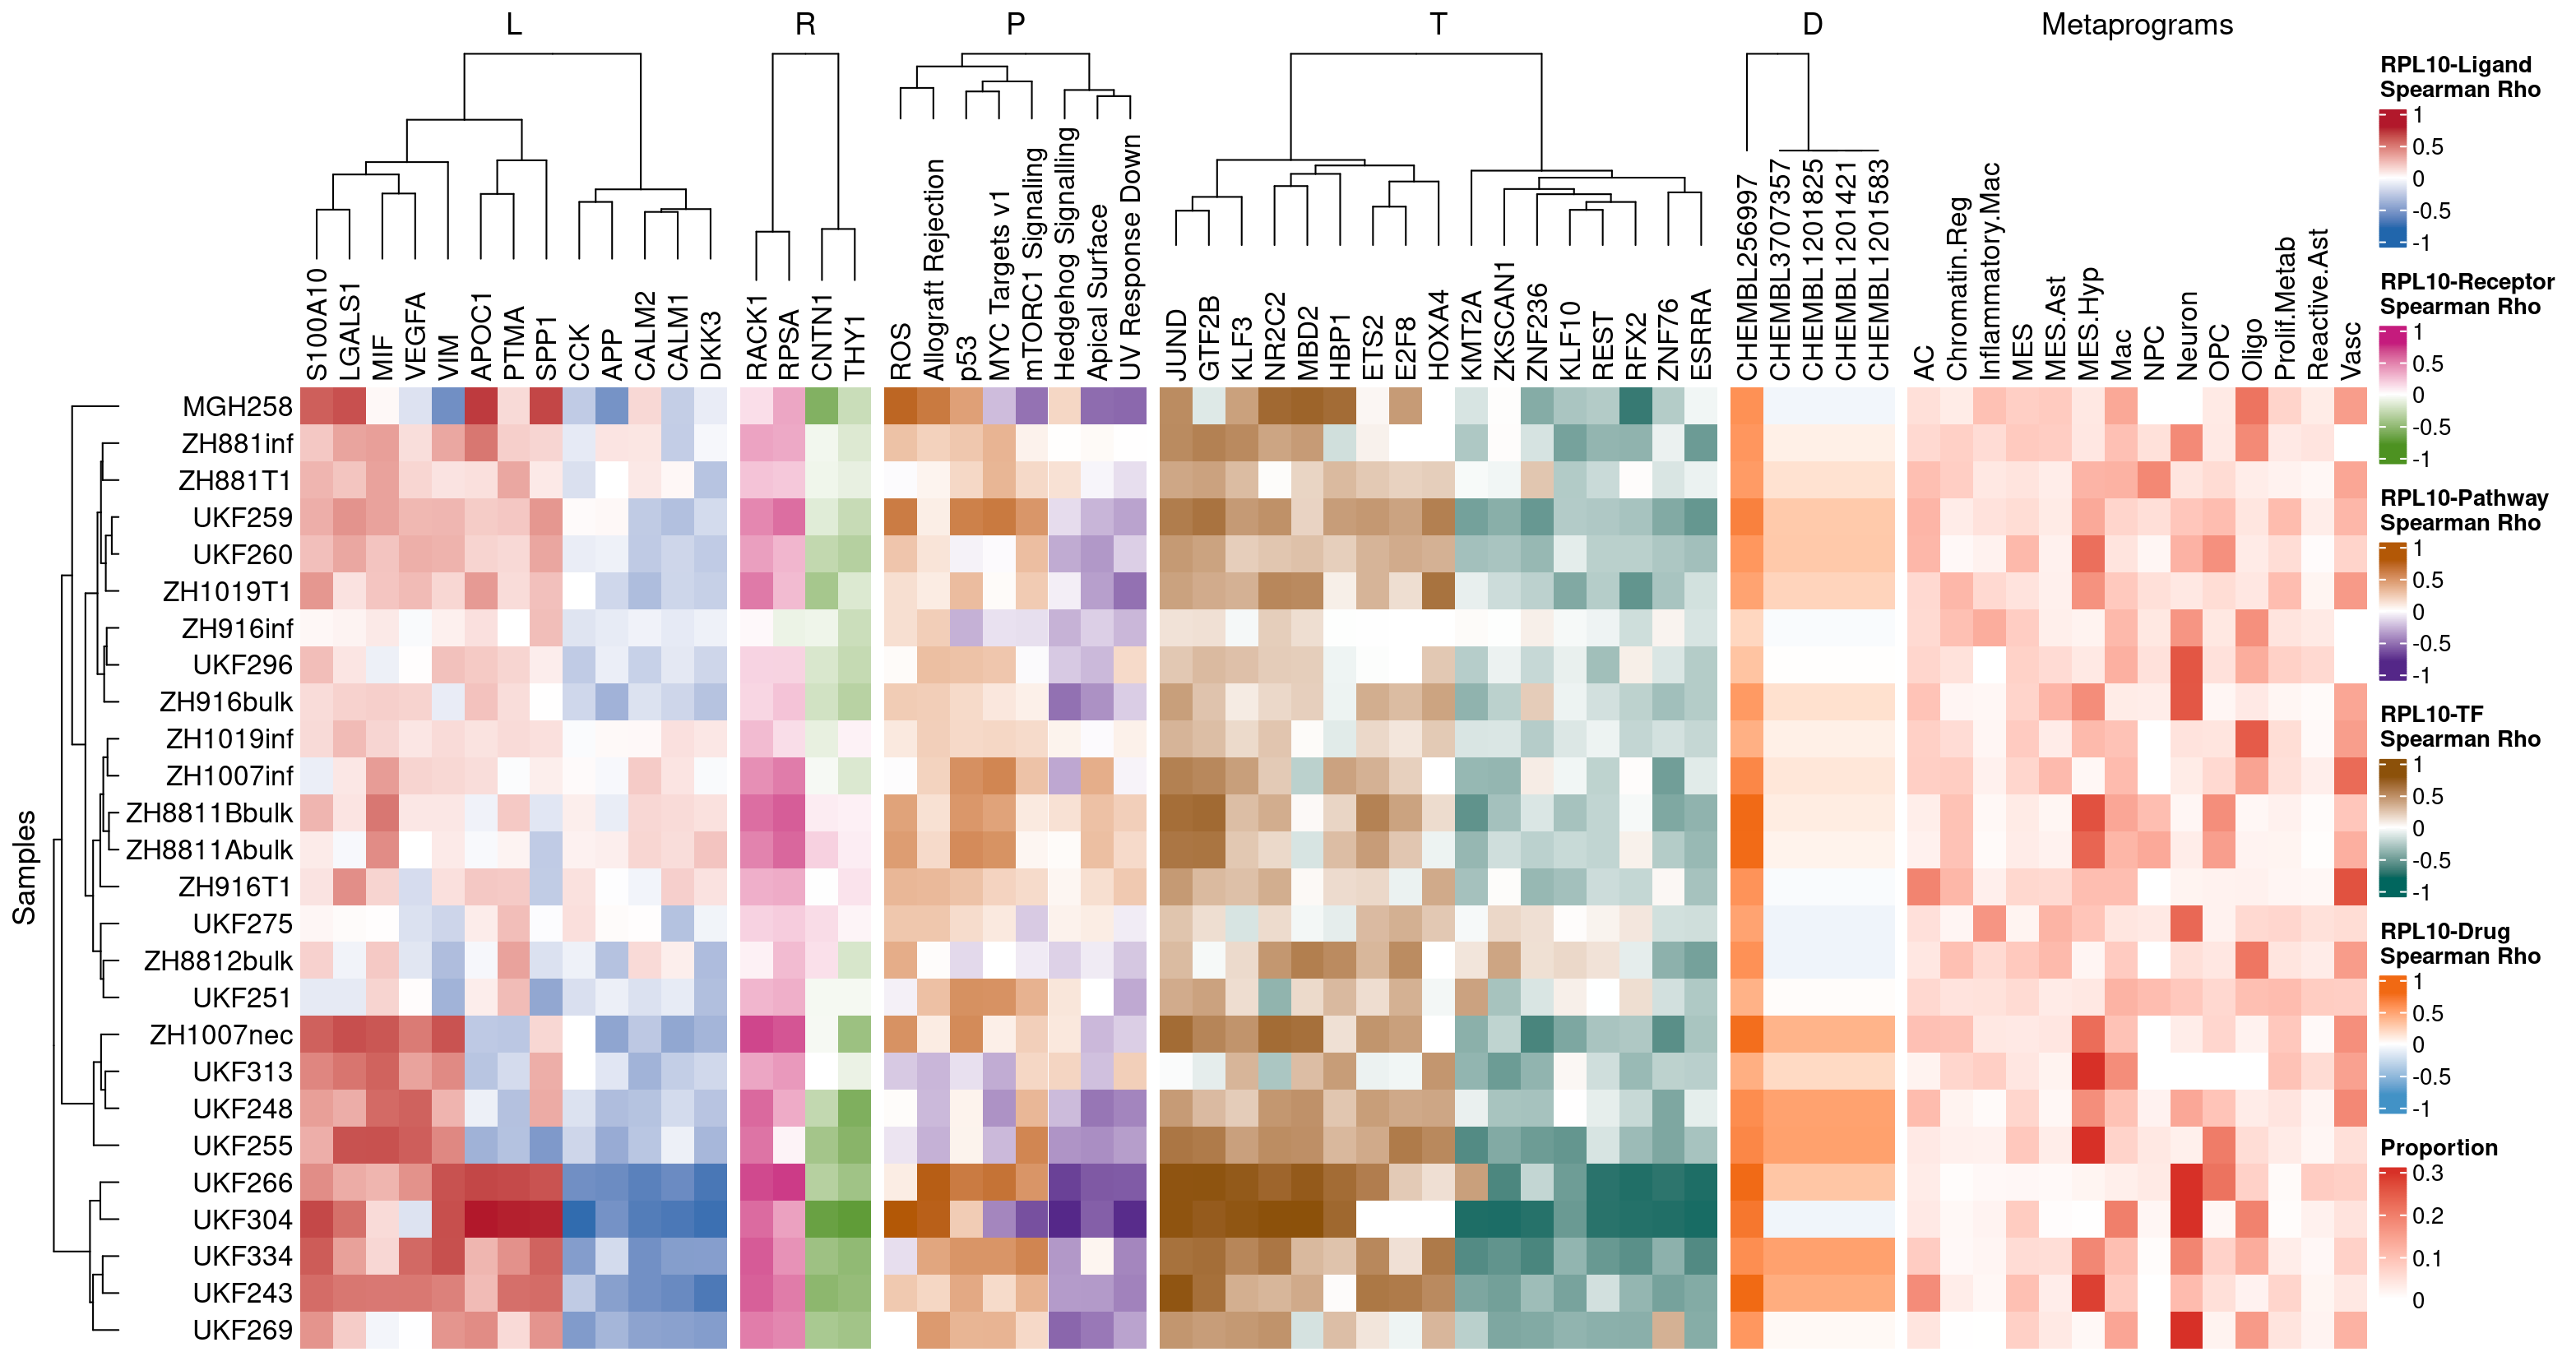 L
R
P
T
D
Metaprograms
S100A10
LGALS1
MIF
VEGFA
VIM
APOC1
PTMA
SPP1
CCK
APP
CALM2
CALM1
DKK3
RACK1
RPSA
CNTN1
THY1
ROS
Allograft Rejection
p53
MYC Targets v1
mTORC1 Signaling
Hedgehog Signalling
Apical Surface
UV Response Down
JUND
GTF2B
KLF3
NR2C2
MBD2
HBP1
ETS2
E2F8
HOXA4
KMT2A
ZKSCAN1
ZNF236
KLF10
REST
RFX2
ZNF76
ESRRA
CHEMBL256997
CHEMBL3707357
CHEMBL1201825
CHEMBL1201421
CHEMBL1201583
AC
Chromatin.Reg
Inflammatory.Mac
MES
MES.Ast
MES.Hyp
Mac
NPC
Neuron
OPC
Oligo
Prolif.Metab
Reactive.Ast
Vasc
Samples
MGH258
ZH881inf
ZH881T1
UKF259
UKF260
ZH1019T1
ZH916inf
UKF296
ZH916bulk
ZH1019inf
ZH1007inf
ZH8811Bbulk
ZH8811Abulk
ZH916T1
UKF275
ZH8812bulk
UKF251
ZH1007nec
UKF313
UKF248
UKF255
UKF266
UKF304
UKF334
UKF243
UKF269
RPL10-Ligand
Spearman Rho
1
0.5
0
-0.5
-1
RPL10-Receptor
Spearman Rho
1
0.5
0
-0.5
-1
RPL10-Pathway
Spearman Rho
1
0.5
0
-0.5
-1
RPL10-TF
Spearman Rho
1
0.5
0
-0.5
-1
RPL10-Drug
Spearman Rho
1
0.5
0
-0.5
-1
Proportion
0.3
0.2
0.1
0